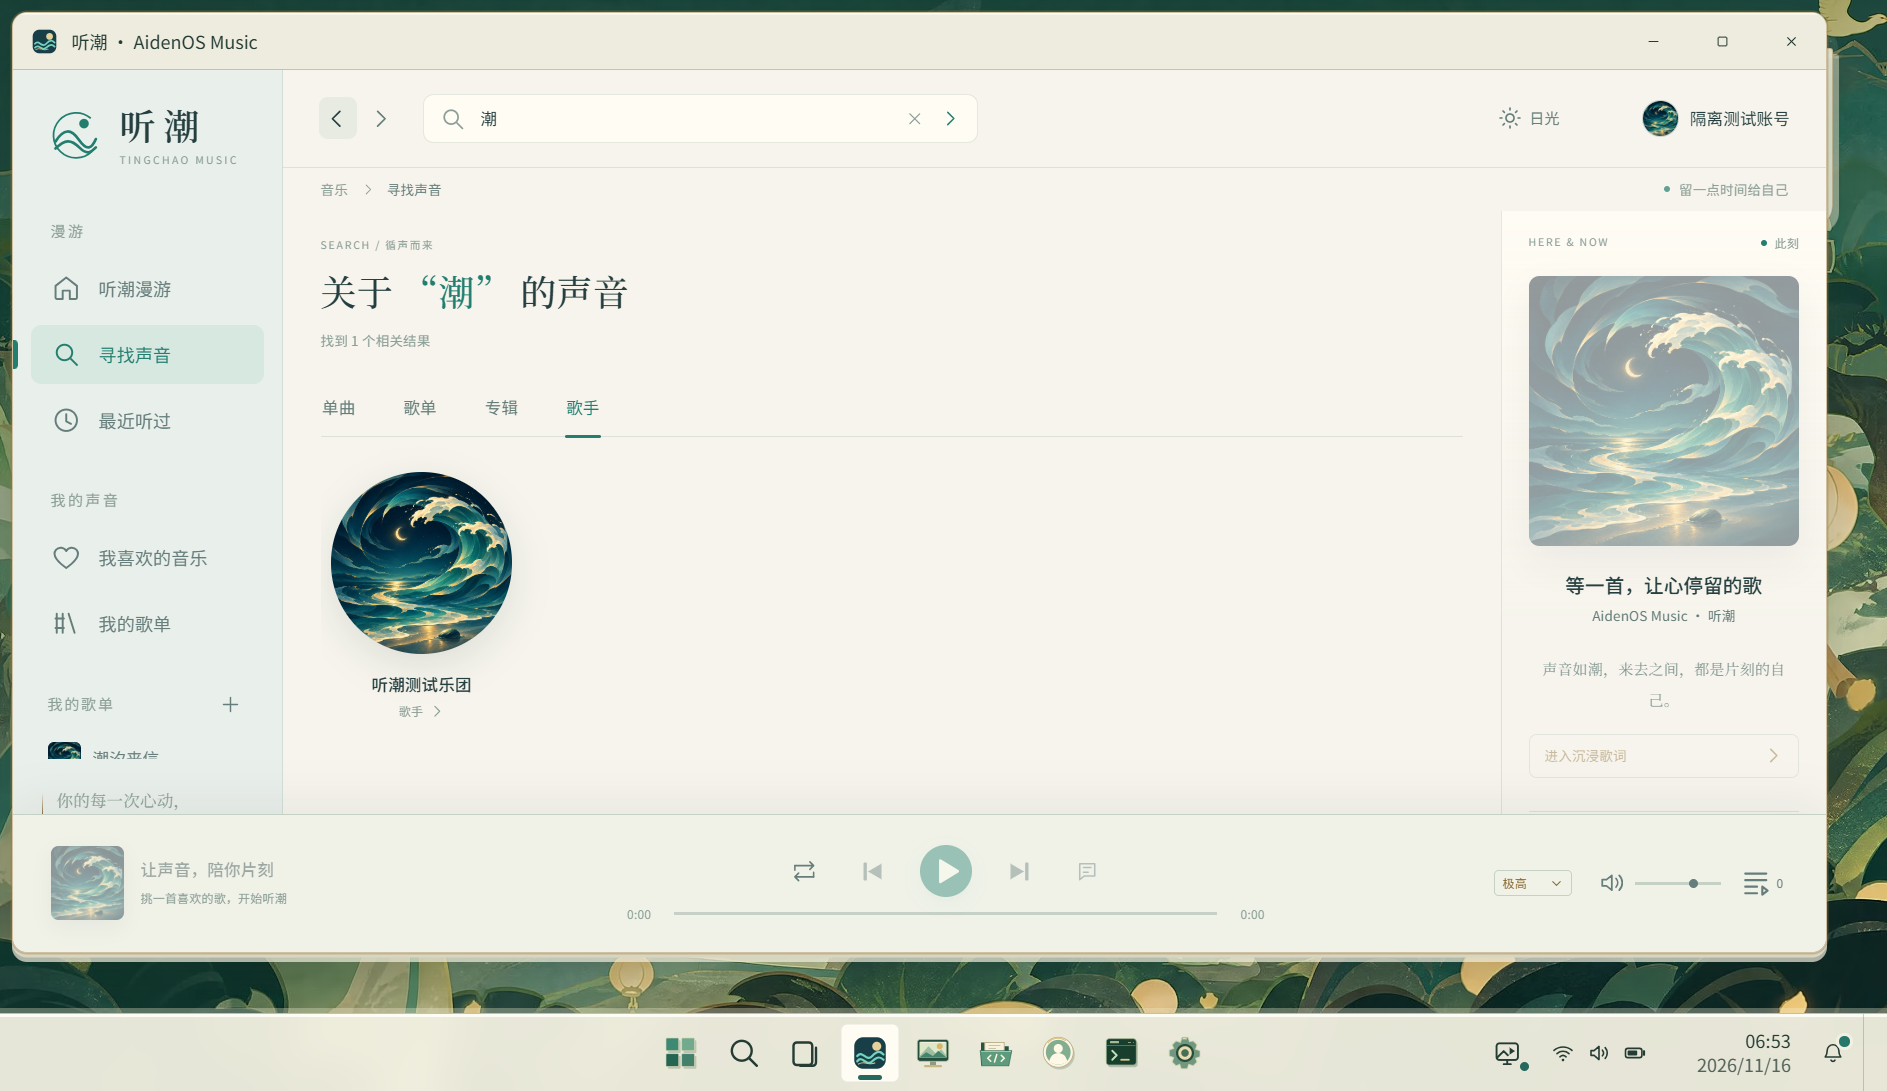 听潮 • AidenOS Music
听潮
TINGCHAO MUSIC
潮
日光
隔离测试账号
音乐
寻找声音
留一点时间给自己
漫游
听潮漫游
寻找声音
最近听过
我的声音
我喜欢的音乐
我的歌单
我的歌单
潮汐来信
你的每一次心动，
SEARCH / 循声而来
关于 “潮” 的声音
找到 1 个相关结果
单曲
歌单
专辑
歌手
听潮测试乐团
歌手
HERE & NOW
此刻
等一首，让心停留的歌
AidenOS Music • 听潮
声音如潮，来去之间，都是片刻的自
己。
进入沉浸歌词
让声音，陪你片刻
挑一首喜欢的歌，开始听潮
0:00
0:00
极高
0
06:53
2026/11/16